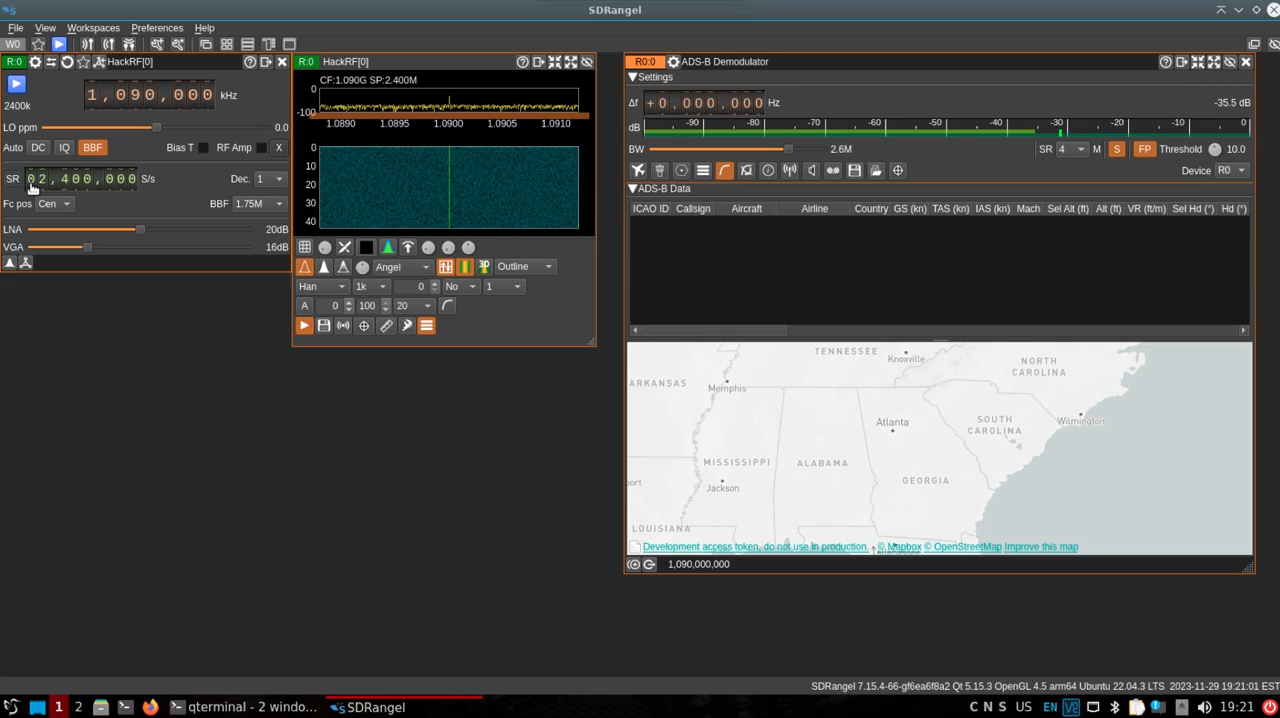 SDRangel
File View Workspaces Preferences Help
W0
R:0 HackRF[0]
1,090,000 kHz
2400k
LO ppm 0.0
Auto DC IQ BBF Bias T RF Amp X
SR 02,400,000 S/s Dec. 1
Fc pos Cen BBF 1.75M
LNA 20dB
VGA 16dB
R:0 HackRF[0]
CF:1.090G SP:2.400M
0
-100
1.0890 1.0895 1.0900 1.0905 1.0910
0
10
20
30
40
Angel 3D Outline
Han 1k 0 No 1
A 0 100 20
R0:0 ADS-B Demodulator
Settings
Δf +0,000,000 Hz -35.5 dB
dB -90 -80 -70 -60 -50 -40 -30 -20 -10 0
BW 2.6M SR 4 M S FP Threshold 10.0
Device R0
ADS-B Data
ICAO ID Callsign Aircraft Airline Country GS (kn) TAS (kn) IAS (kn) Mach Sel Alt (ft) Alt (ft) VR (ft/m) Sel Hd (°) Hd (°)
TENNESSEE Knoxville NORTH
CAROLINA
ARKANSAS Memphis
Atlanta SOUTH
CAROLINA Wilmington
MISSISSIPPI ALABAMA
port Jackson GEORGIA
LOUISIANA
Development access token, do not use in production. © Mapbox © OpenStreetMap Improve this map
1,090,000,000
SDRangel 7.15.4-66-gf6ea6f8a2 Qt 5.15.3 OpenGL 4.5 arm64 Ubuntu 22.04.3 LTS 2023-11-29 19:21:01 EST
1 2 qterminal - 2 windo... SDRangel C N S US EN 19:21